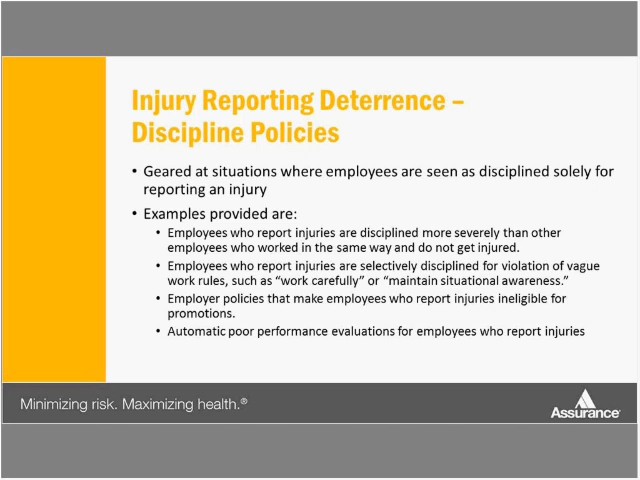 Injury Reporting Deterrence –
Discipline Policies
• Geared at situations where employees are seen as disciplined solely for
reporting an injury
• Examples provided are:
• Employees who report injuries are disciplined more severely than other
employees who worked in the same way and do not get injured.
• Employees who report injuries are selectively disciplined for violation of vague
work rules, such as “work carefully” or “maintain situational awareness.”
• Employer policies that make employees who report injuries ineligible for
promotions.
• Automatic poor performance evaluations for employees who report injuries
Minimizing risk. Maximizing health.®
Assurance